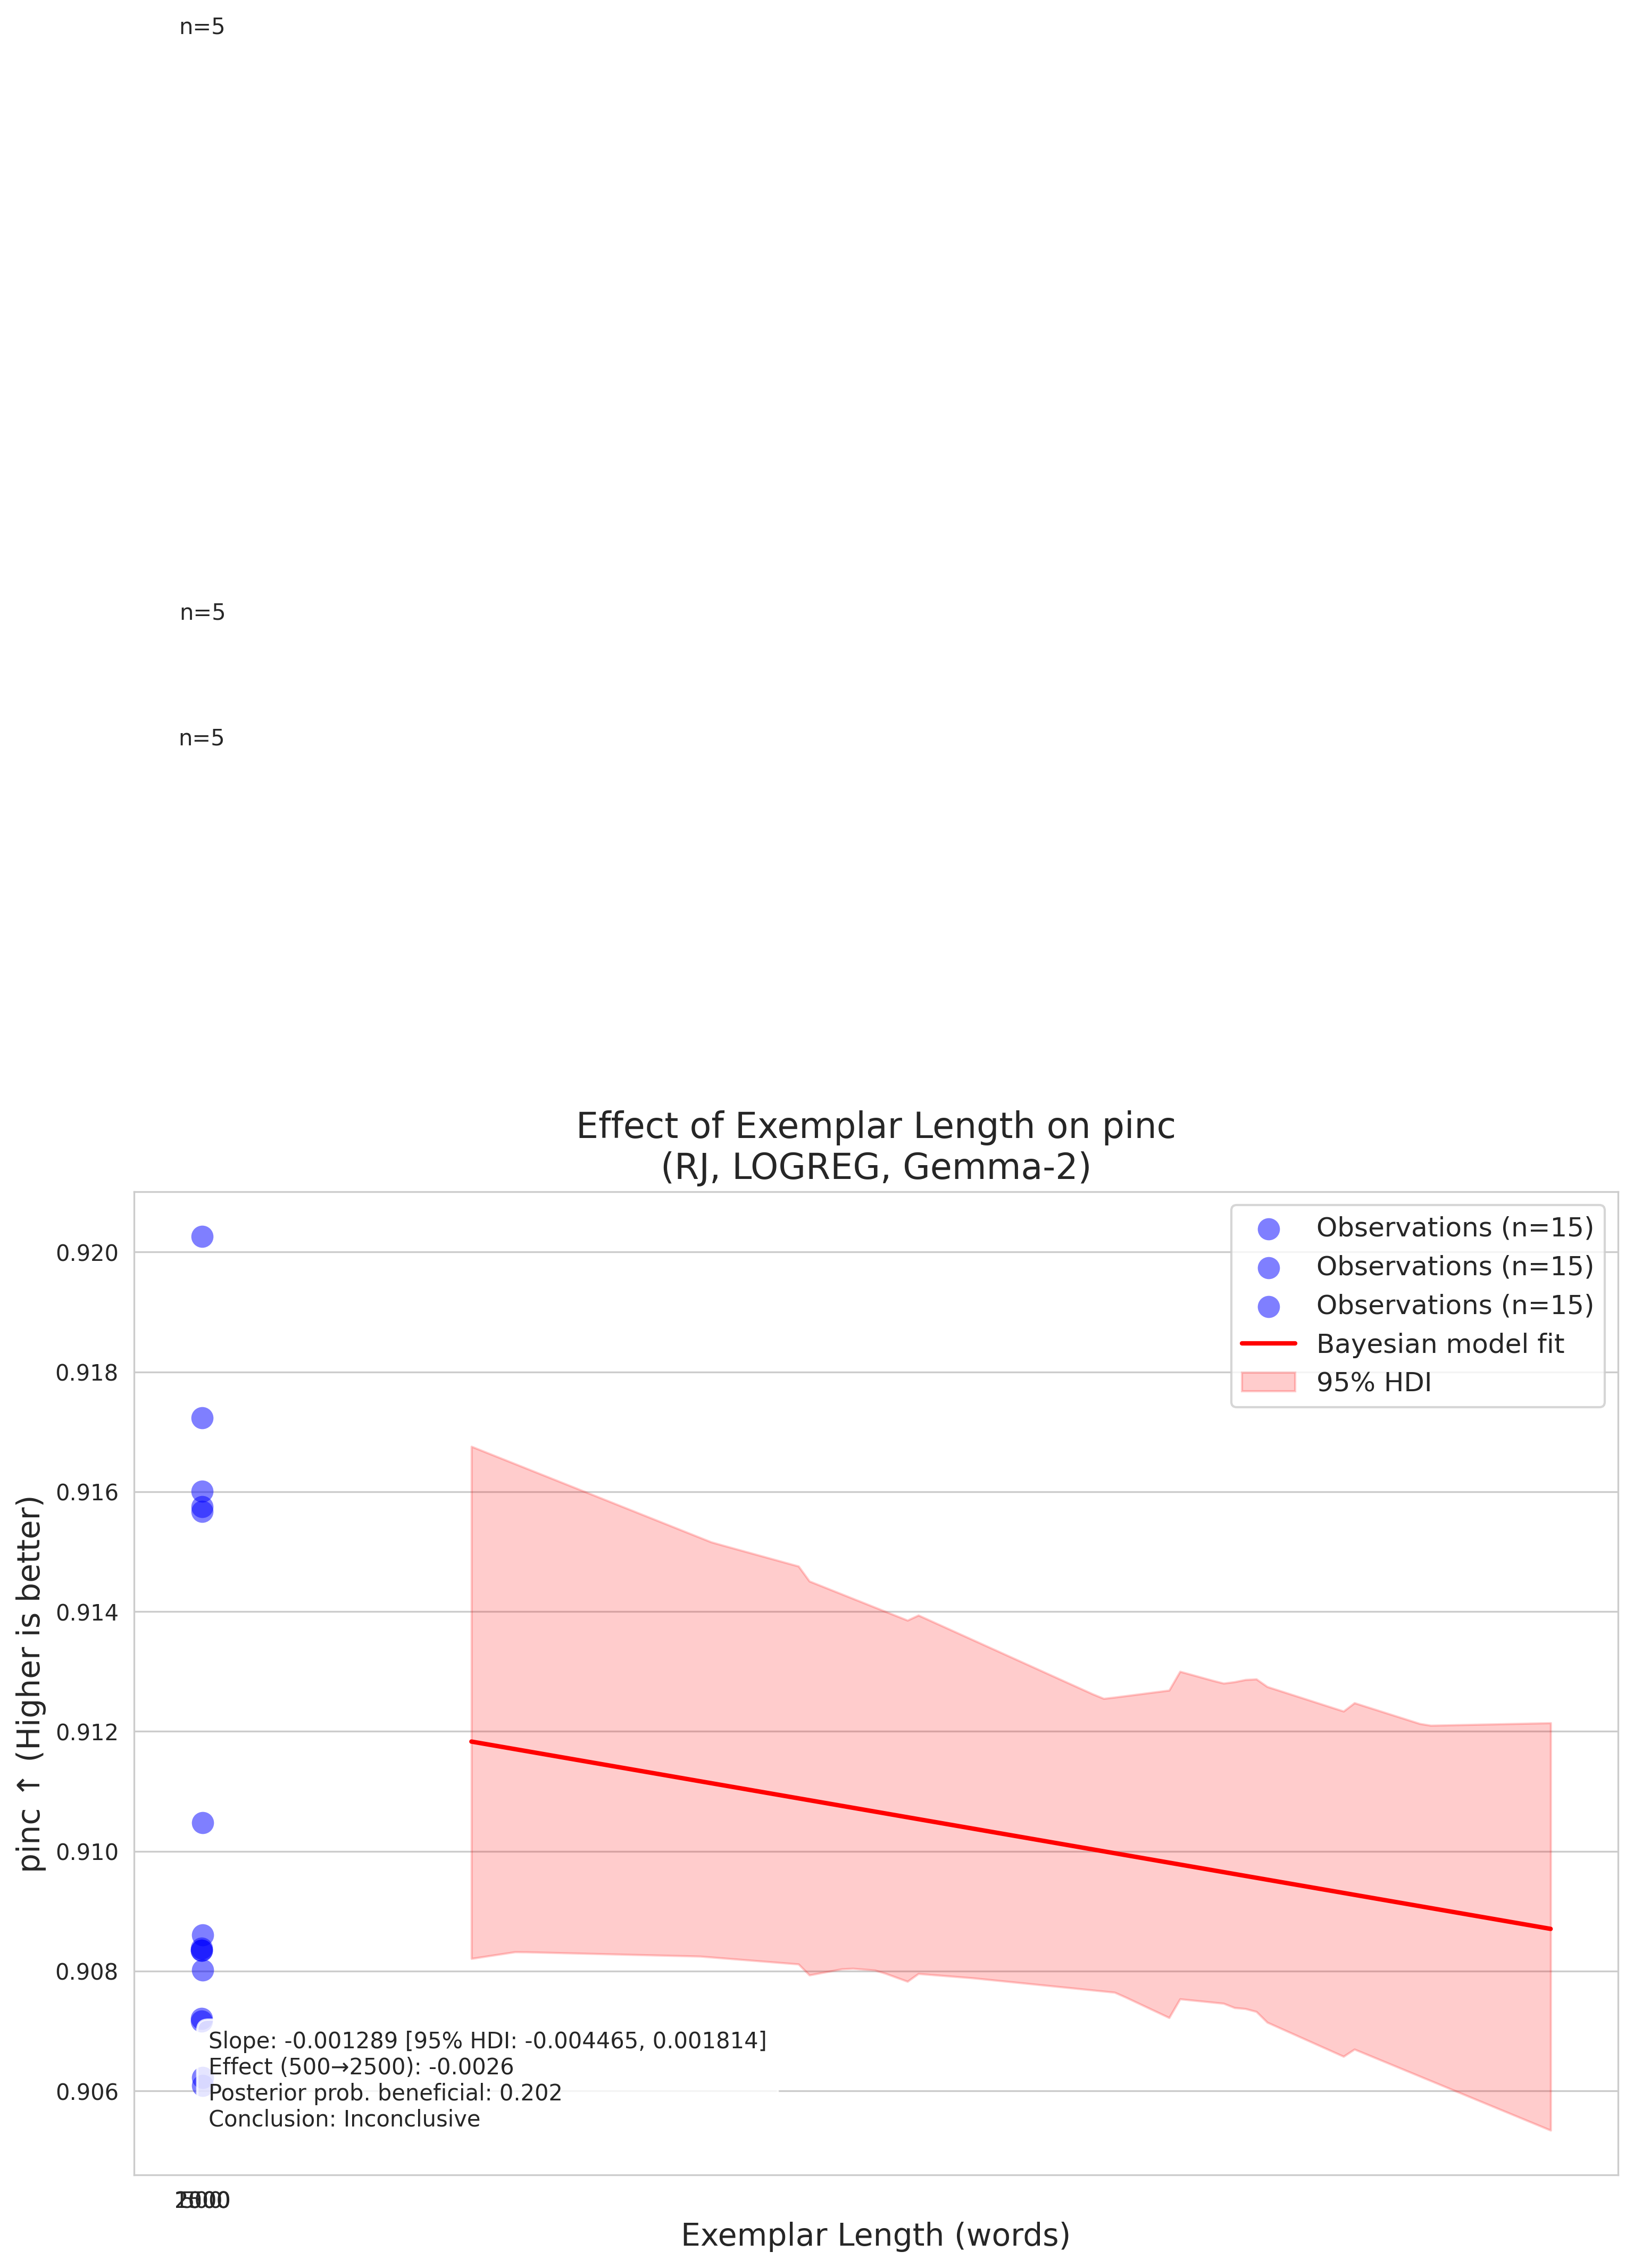 n=5
n=5
n=5
Effect of Exemplar Length on pinc
(RJ, LOGREG, Gemma-2)
Observations (n=15)
Observations (n=15)
Observations (n=15)
Bayesian model fit
95% HDI
pinc ↑ (Higher is better)
0.920
0.918
0.916
0.914
0.912
0.910
0.908
0.906
Slope: -0.001289 [95% HDI: -0.004465, 0.001814]
Effect (500→2500): -0.0026
Posterior prob. beneficial: 0.202
Conclusion: Inconclusive
Exemplar Length (words)